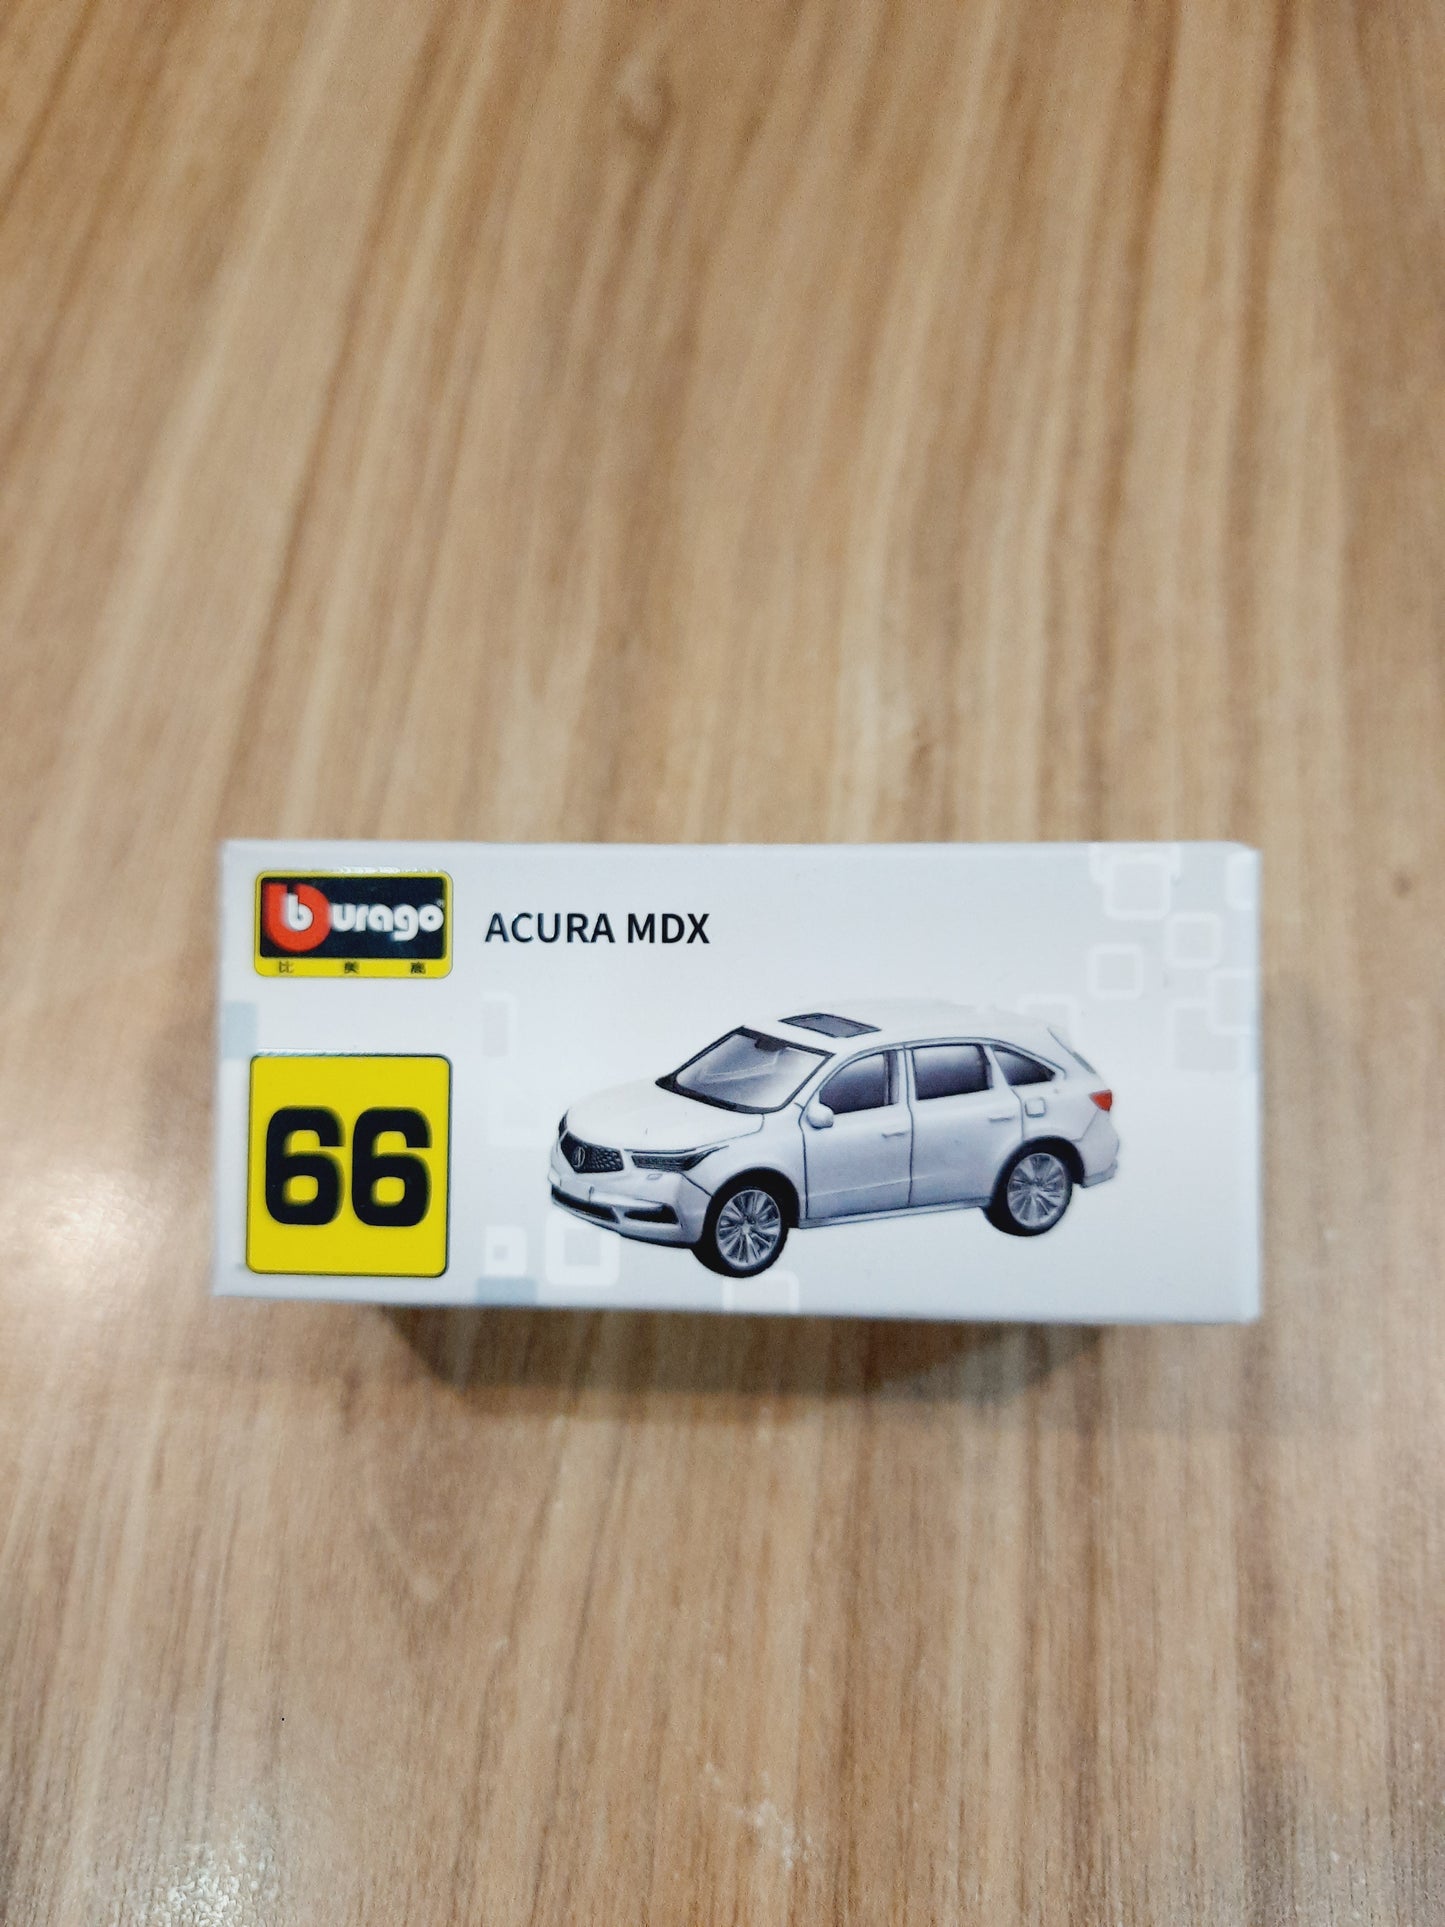 burago®
比 美 高
ACURA MDX
66